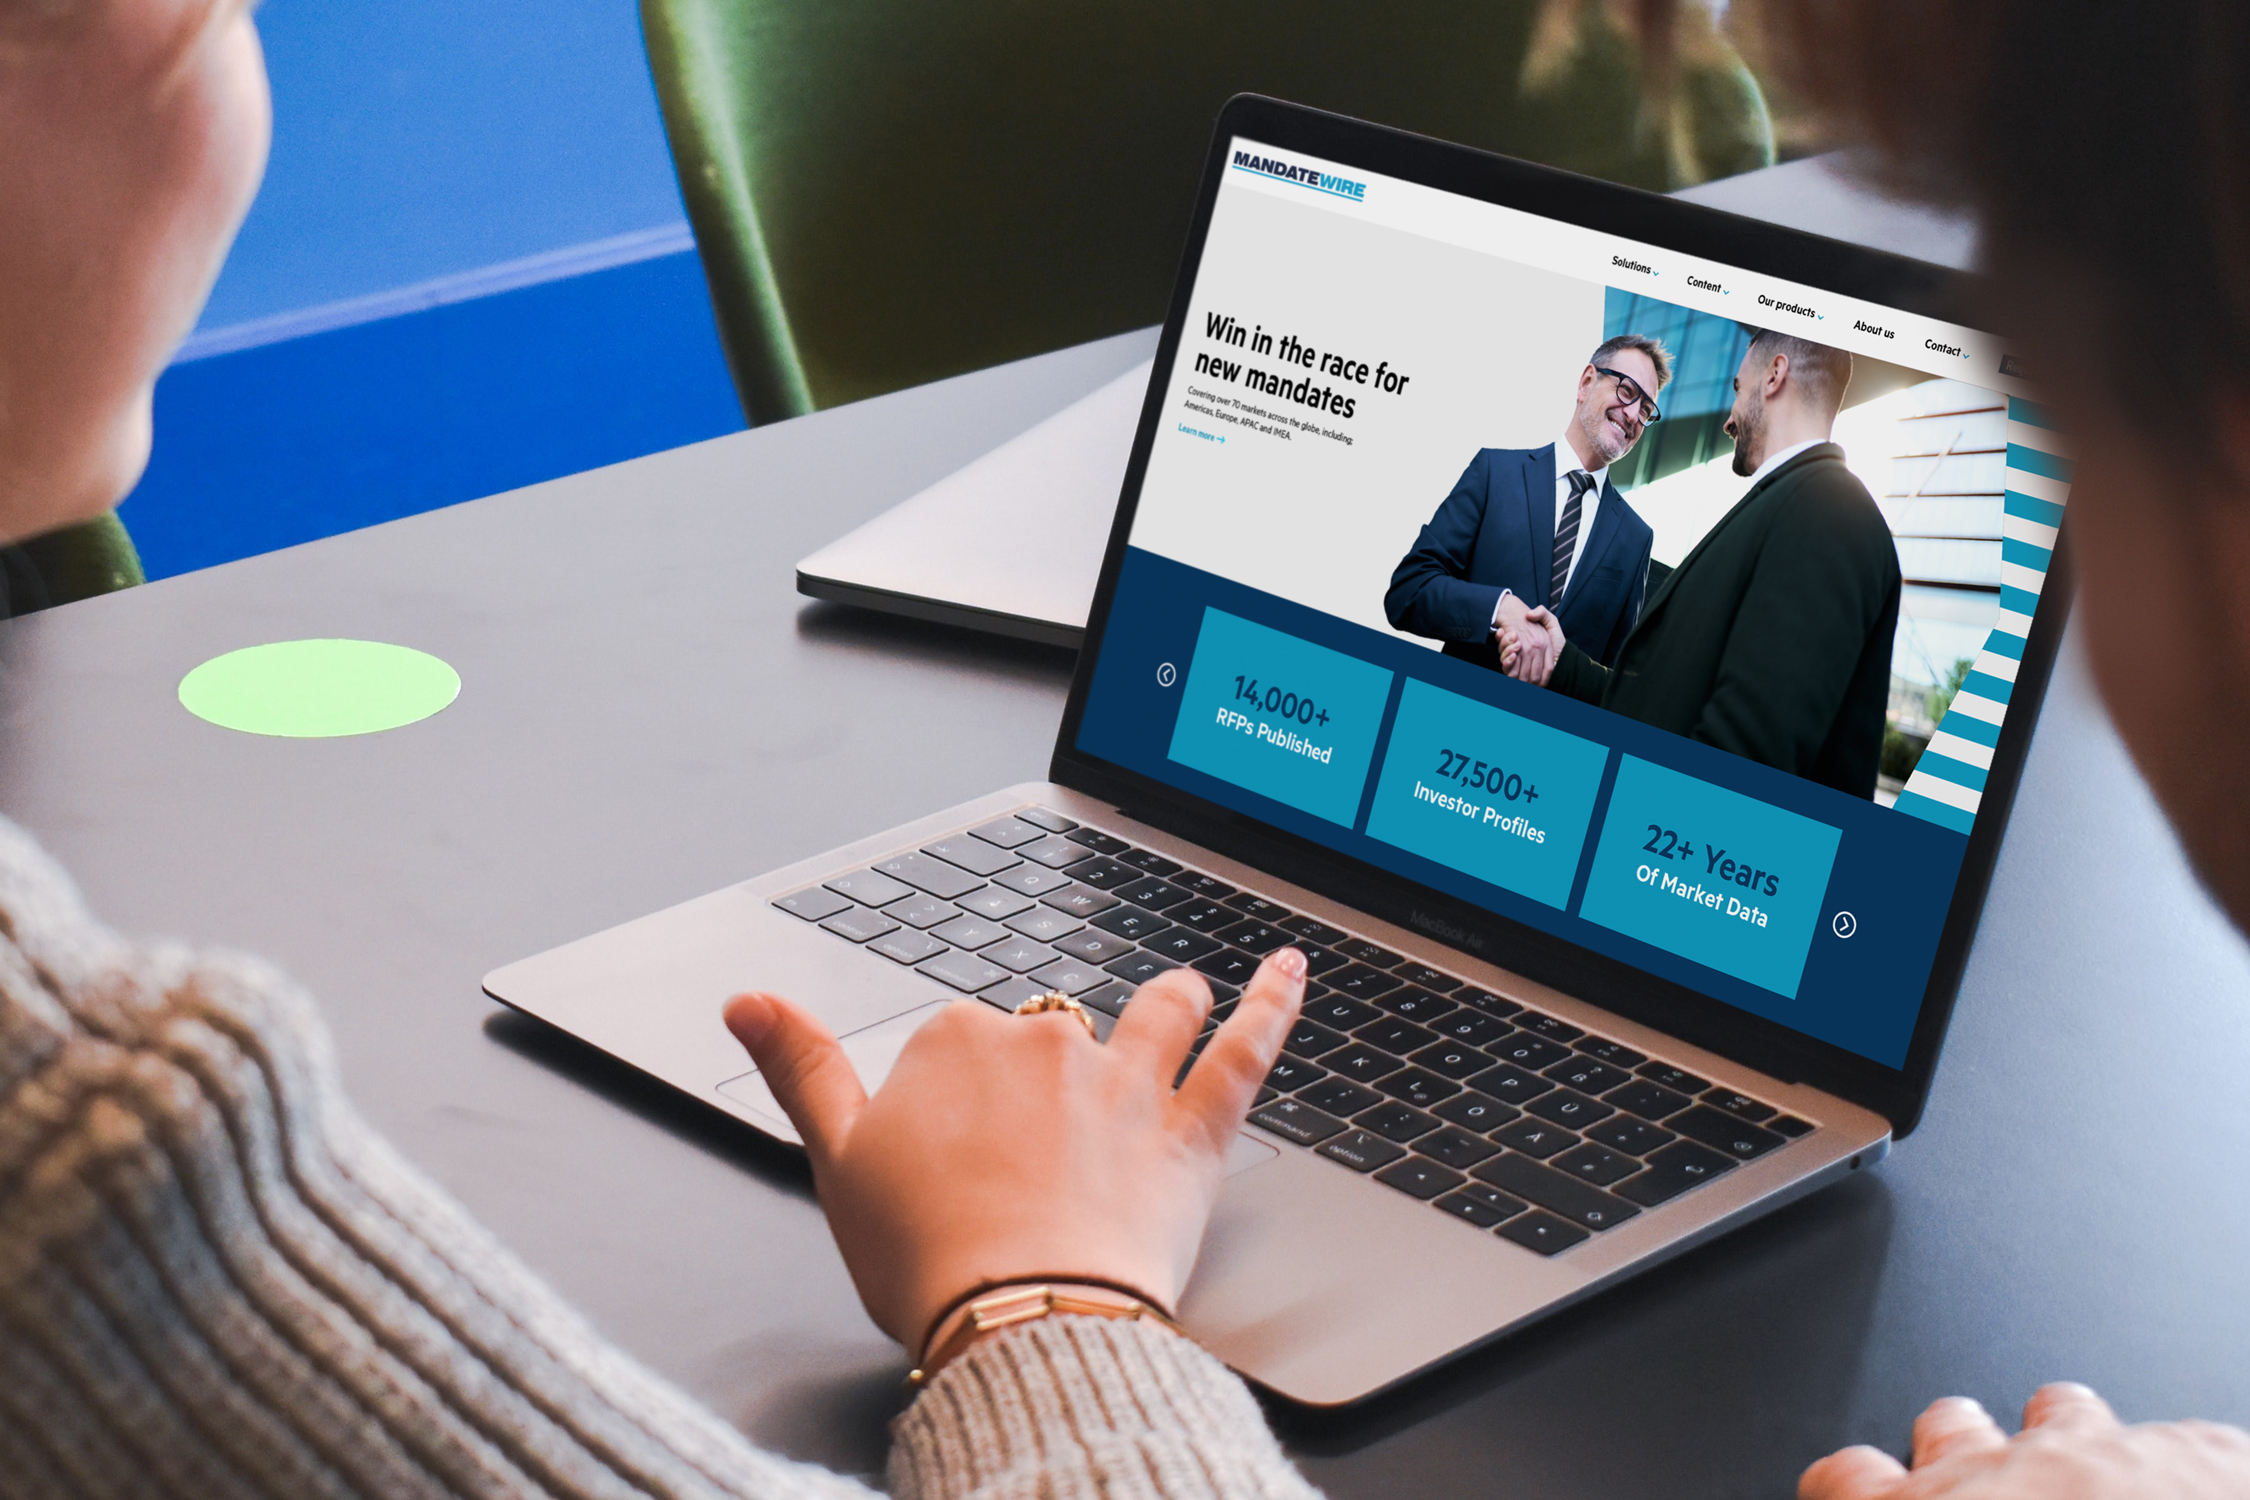 MANDATEWIRE
Solutions
Content
Our products
About us
Contact
Win in the race for
new mandates
Covering over 70 markets across the globe, including;
Americas, Europe, APAC and IMEA.
Learn more
14,000+
RFPs Published
27,500+
Investor Profiles
22+ Years
Of Market Data
MacBook Air
command
option